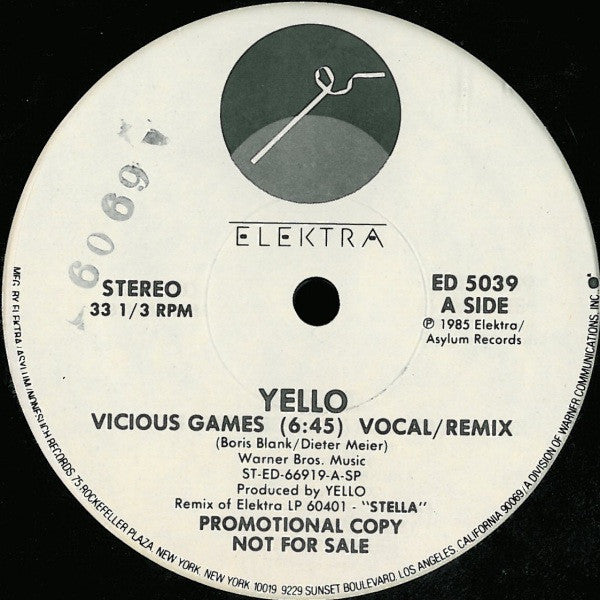 6069
ELEKTRA
STEREO
33 1/3 RPM
ED 5039
A SIDE
℗ 1985 Elektra/
Asylum Records
YELLO
VICIOUS GAMES (6:45) VOCAL/REMIX
(Boris Blank/Dieter Meier)
Warner Bros. Music
ST-ED-66919-A-SP
Produced by YELLO
Remix of Elektra LP 60401 - "STELLA"
PROMOTIONAL COPY
NOT FOR SALE
MFG. BY ELEKTRA/ASYLUM/NONESUCH RECORDS 75 ROCKEFELLER PLAZA, NEW YORK, NEW YORK 10019 9229 SUNSET BOULEVARD, LOS ANGELES, CALIFORNIA 90069/A DIVISION OF WARNER COMMUNICATIONS, INC.